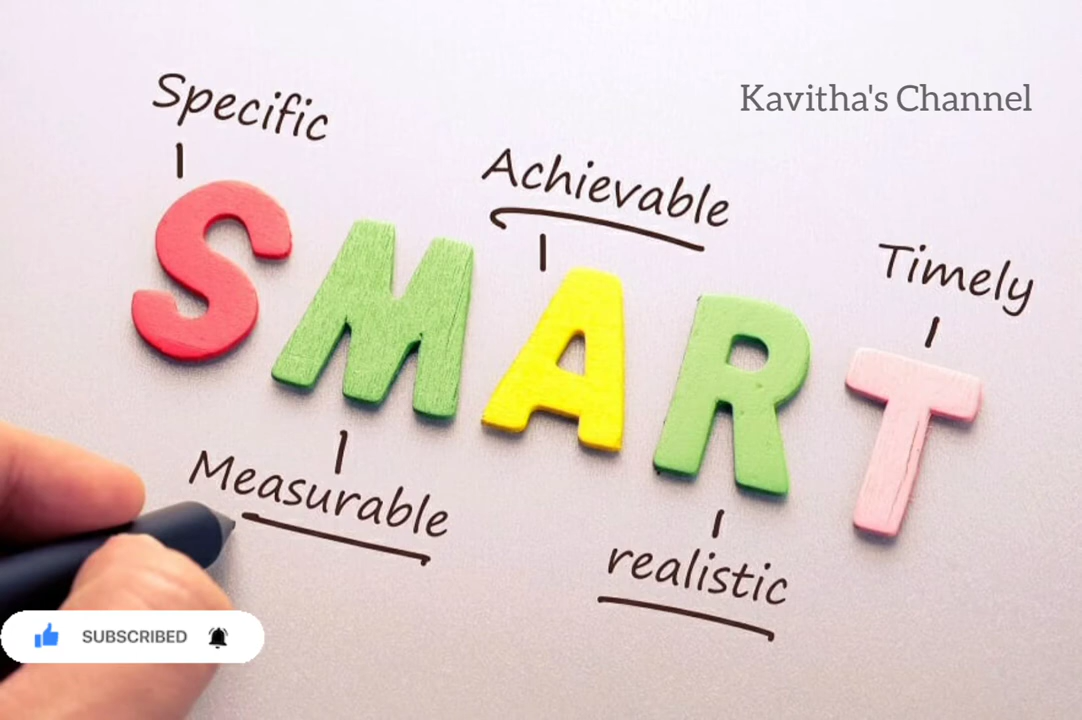 Specific
Kavitha's Channel
Achievable
Timely
SMART
Measurable
realistic
SUBSCRIBED